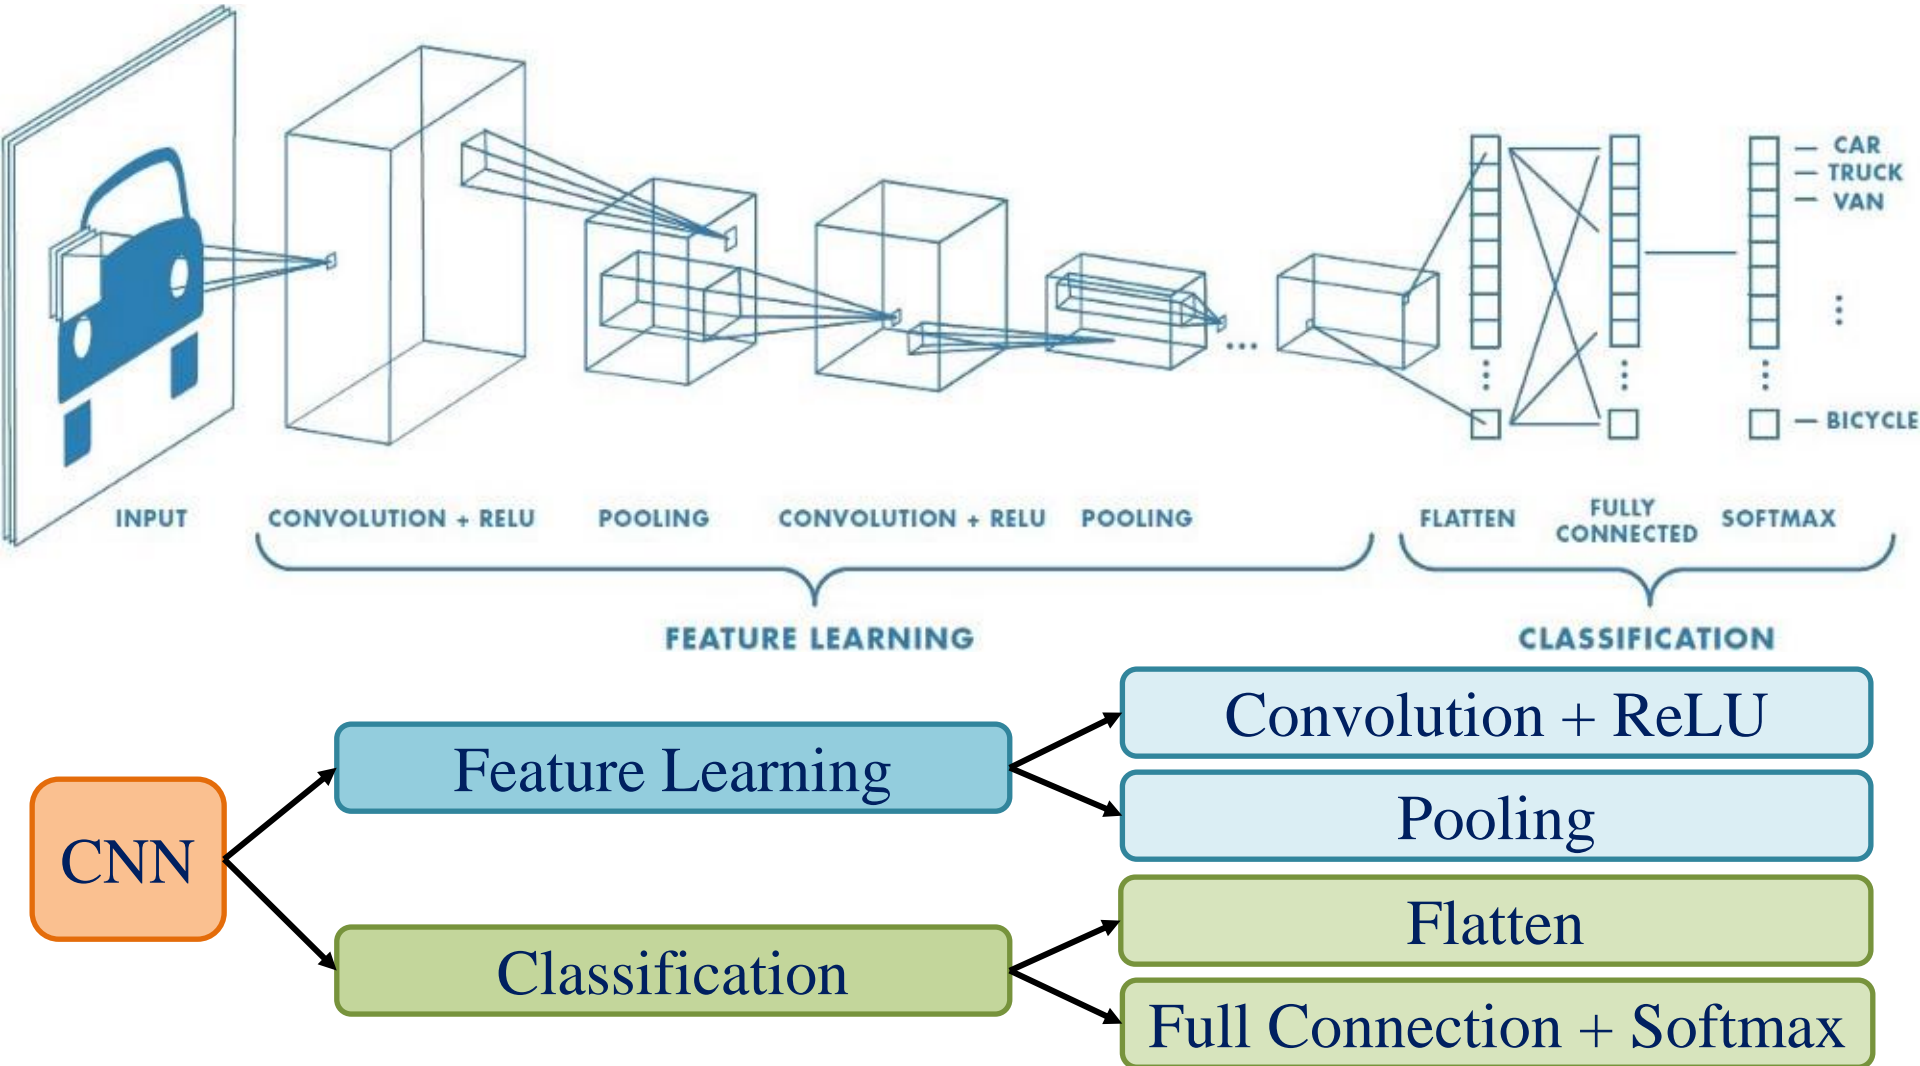 CAR
TRUCK
VAN
BICYCLE
INPUT
CONVOLUTION + RELU
POOLING
CONVOLUTION + RELU
POOLING
FLATTEN
FULLY
CONNECTED
SOFTMAX
FEATURE LEARNING
CLASSIFICATION
CNN
Feature Learning
Convolution + ReLU
Pooling
Classification
Flatten
Full Connection + Softmax